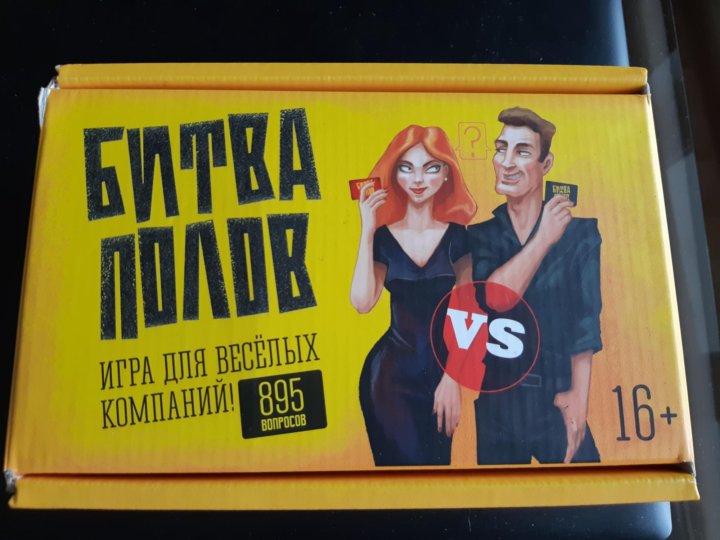 БИТВА
ПОЛОВ
ИГРА ДЛЯ ВЕСЁЛЫХ
КОМПАНИЙ!
895
ВОПРОСОВ
?
VS
16+